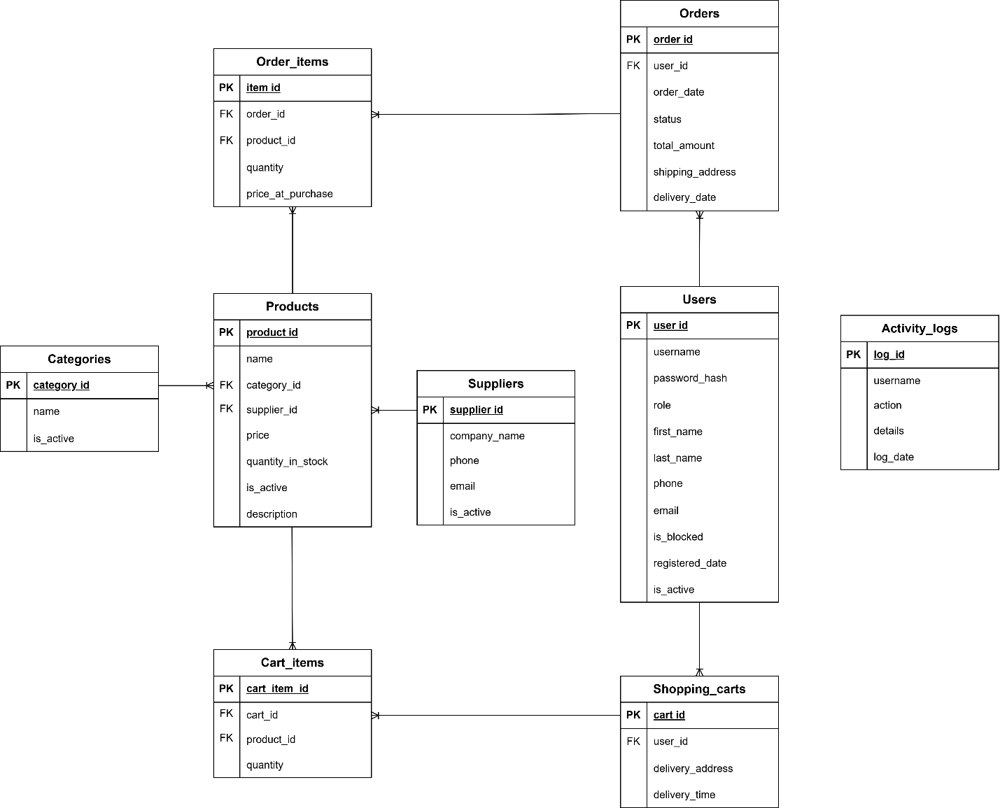 Orders
PK order id
FK user_id
order_date
status
total_amount
shipping_address
delivery_date
Order_items
PK item id
FK order_id
FK product_id
quantity
price_at_purchase
Products
PK product id
name
FK category_id
FK supplier_id
price
quantity_in_stock
is_active
description
Users
PK user id
username
password_hash
role
first_name
last_name
phone
email
is_blocked
registered_date
is_active
Activity_logs
PK log_id
username
action
details
log_date
Categories
PK category id
name
is_active
Suppliers
PK supplier id
company_name
phone
email
is_active
Cart_items
PK cart_item_id
FK cart_id
FK product_id
quantity
Shopping_carts
PK cart id
FK user_id
delivery_address
delivery_time